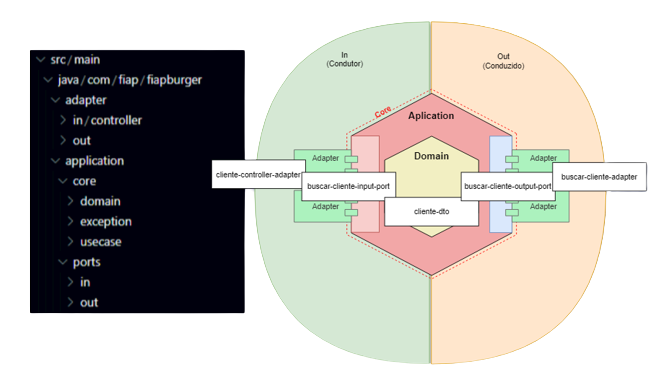 src / main
java / com / fiap / fiapburger
adapter
in / controller
out
application
core
domain
exception
usecase
ports
in
out
In
(Condutor)
Out
(Conduzido)
Core
Aplication
Domain
Adapter
Adapter
cliente-controller-adapter
buscar-cliente-adapter
buscar-cliente-input-port
buscar-cliente-output-port
Adapter
cliente-dto
Adapter